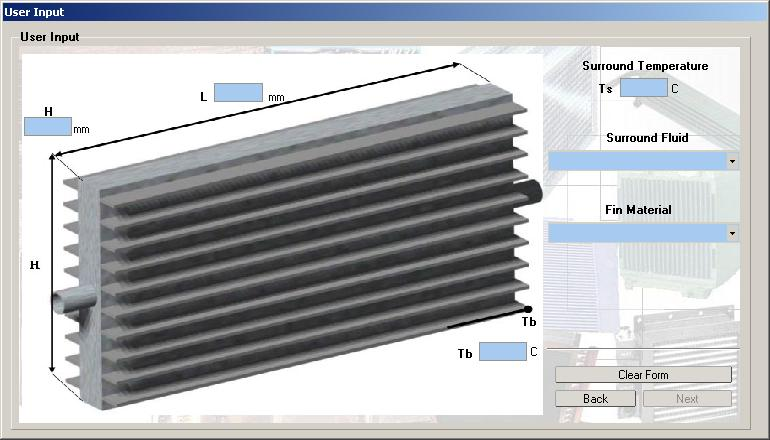 User Input
User Input
Surround Temperature
Ts C
L mm
H
mm
Surround Fluid
Fin Material
H
Tb
Tb C
Clear Form
Back Next